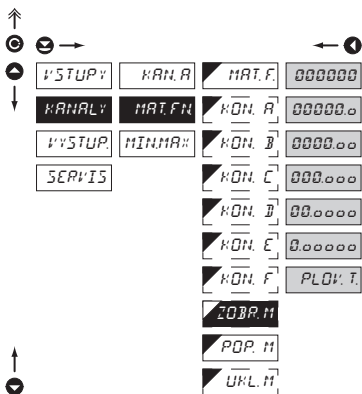 VSTUPY KAN. A MAT. F. 000000
KANALY MAT. FN. KON. A 00000.0
VYSTUP. MIN.MAX KON. B 0000.00
SERVIS KON. C 000.000
KON. D 00.0000
KON. E 0.00000
KON. F PLOV. T.
ZOBR. M
POP. M
UKL. M